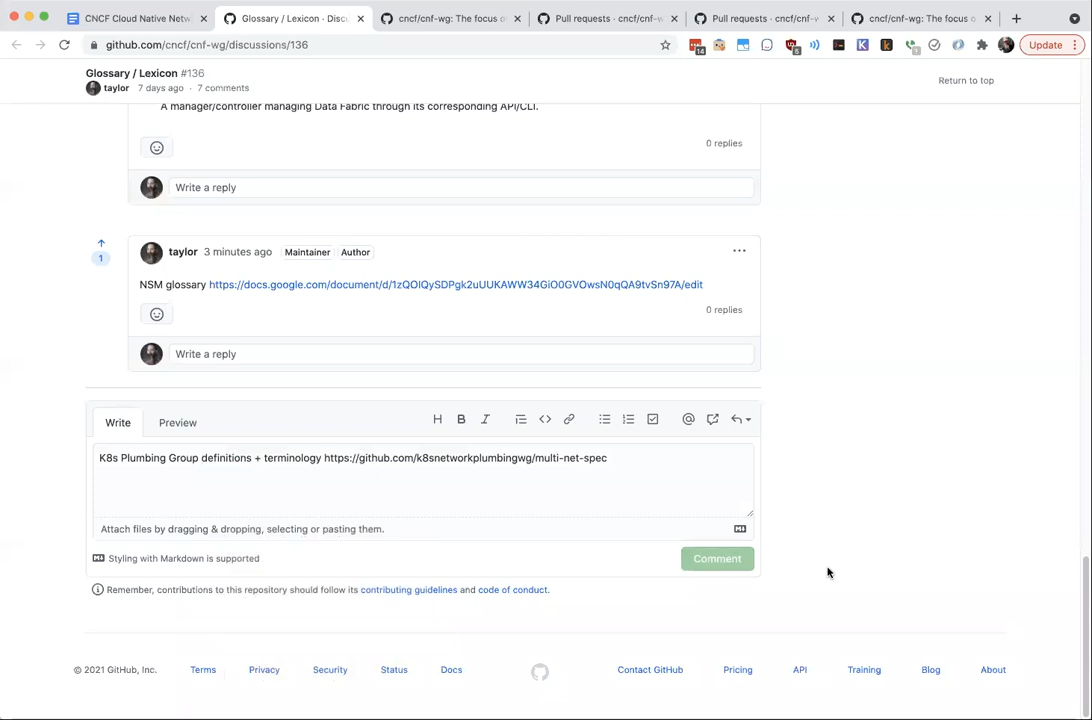 CNCF Cloud Native Netw
Glossary / Lexicon · Disc
cncf/cnf-wg: The focus o
Pull requests · cncf/cnf-w
Pull requests · cncf/cnf-w
cncf/cnf-wg: The focus o
github.com/cncf/cnf-wg/discussions/136
Update
Glossary / Lexicon #136
taylor 7 days ago · 7 comments
Return to top
A manager/controller managing Data Fabric through its corresponding API/CLI.
0 replies
Write a reply
1
taylor 3 minutes ago Maintainer Author
NSM glossary https://docs.google.com/document/d/1zQOIQySDPgk2uUUKAWW34GiO0GVOwsN0qQA9tvSn97A/edit
0 replies
Write a reply
Write Preview
K8s Plumbing Group definitions + terminology https://github.com/k8snetworkplumbingwg/multi-net-spec
Attach files by dragging & dropping, selecting or pasting them.
Styling with Markdown is supported
Comment
Remember, contributions to this repository should follow its contributing guidelines and code of conduct.
© 2021 GitHub, Inc. Terms Privacy Security Status Docs Contact GitHub Pricing API Training Blog About